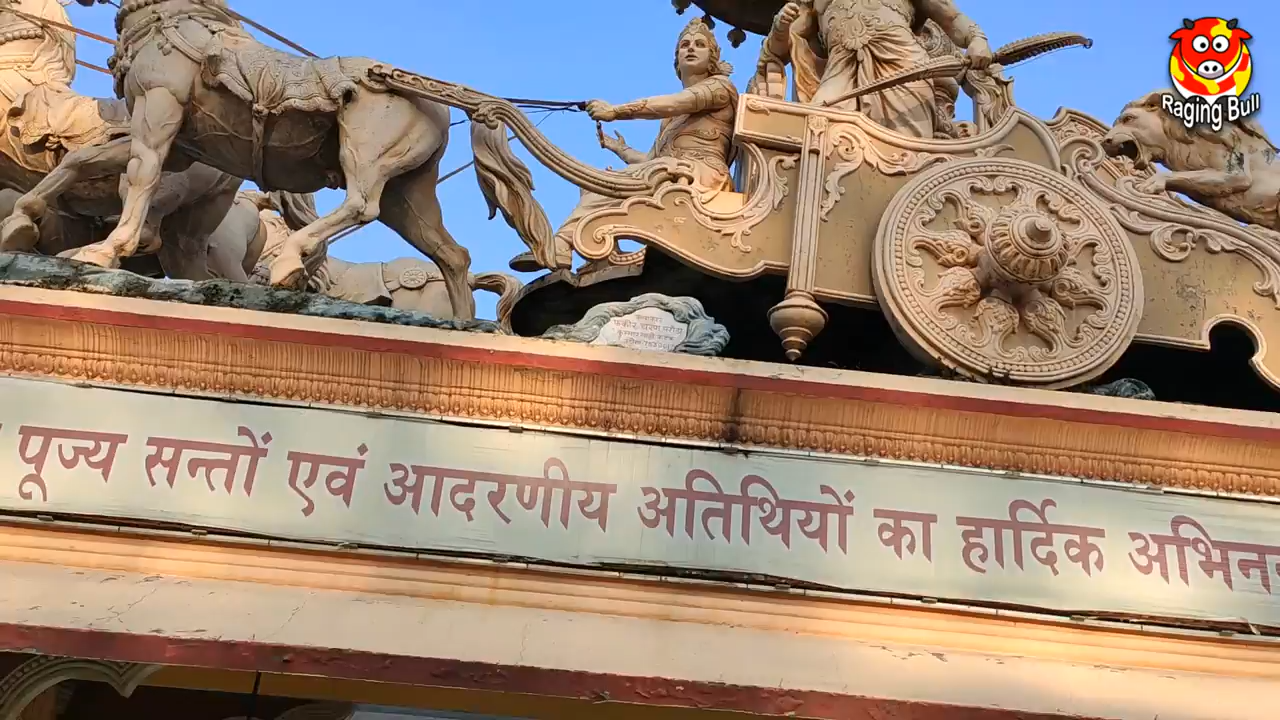 Raging Bull
पूज्य सन्तों एवं आदरणीय अतिथियों का हार्दिक